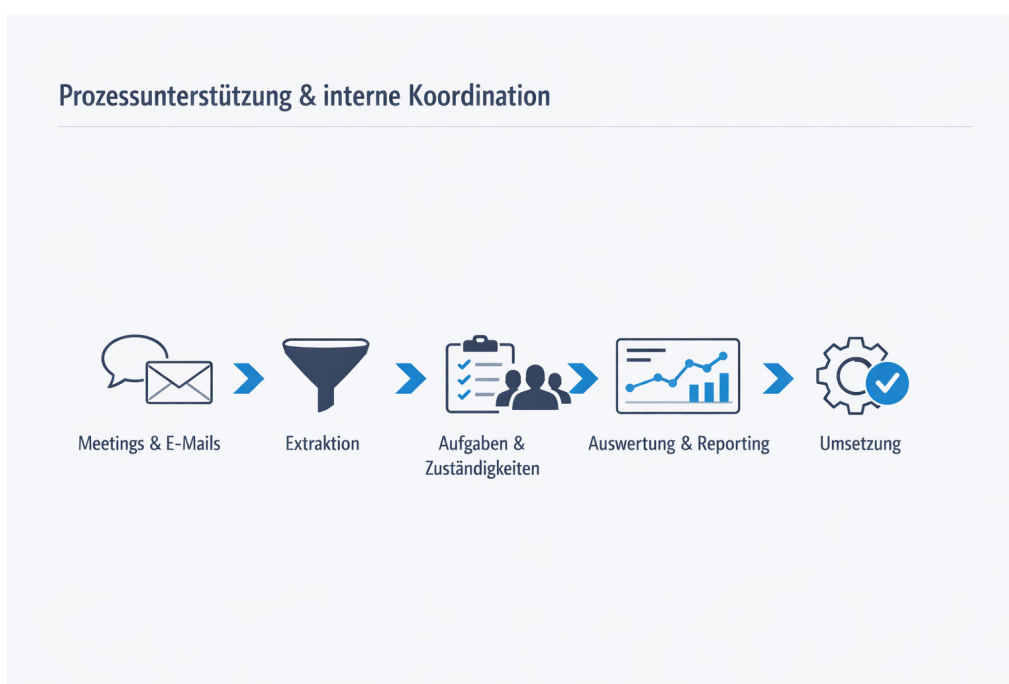 Prozessunterstützung & interne Koordination
Meetings & E-Mails
Extraktion
Aufgaben &
Zuständigkeiten
Auswertung & Reporting
Umsetzung